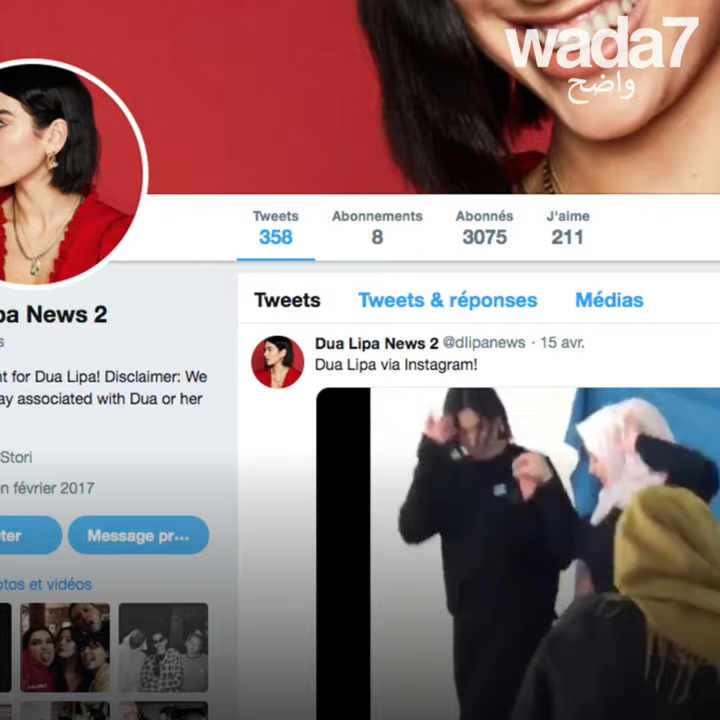 wada7
واضح
Tweets Abonnements Abonnés J'aime
358 8 3075 211
Tweets Tweets & réponses Médias
pa News 2
Dua Lipa News 2 @dlipanews · 15 avr.
Dua Lipa via Instagram!
nt for Dua Lipa! Disclaimer: We
ay associated with Dua or her
Stori
n février 2017
ter Message pr...
otos et vidéos